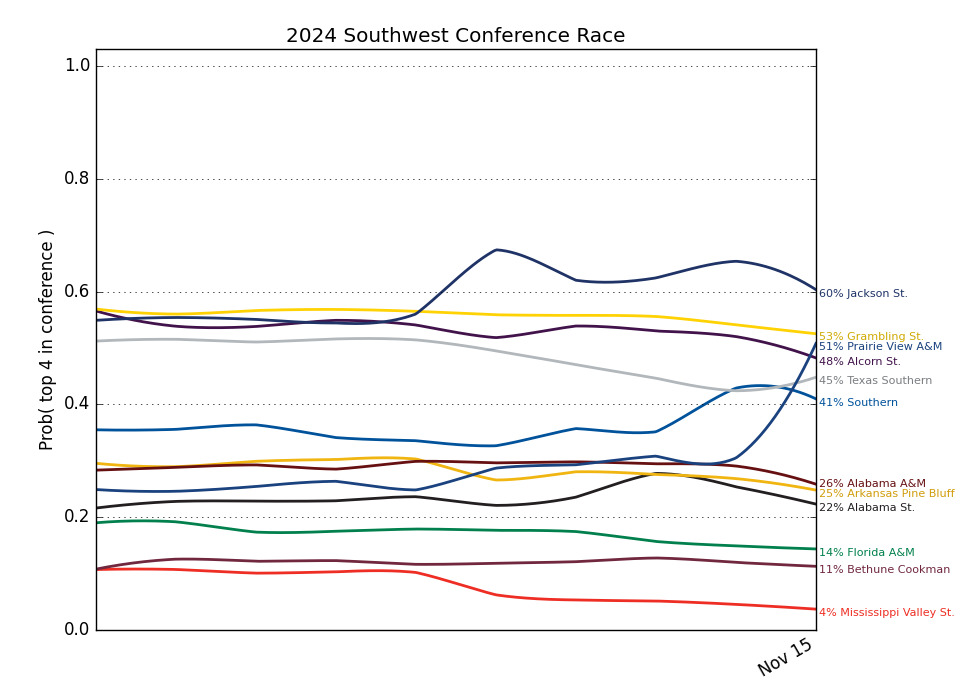 2024 Southwest Conference Race
Prob( top 4 in conference )
1.0
0.8
0.6
0.4
0.2
0.0
60% Jackson St.
53% Grambling St.
51% Prairie View A&M
48% Alcorn St.
45% Texas Southern
41% Southern
26% Alabama A&M
25% Arkansas Pine Bluff
22% Alabama St.
14% Florida A&M
11% Bethune Cookman
4% Mississippi Valley St.
Nov 15